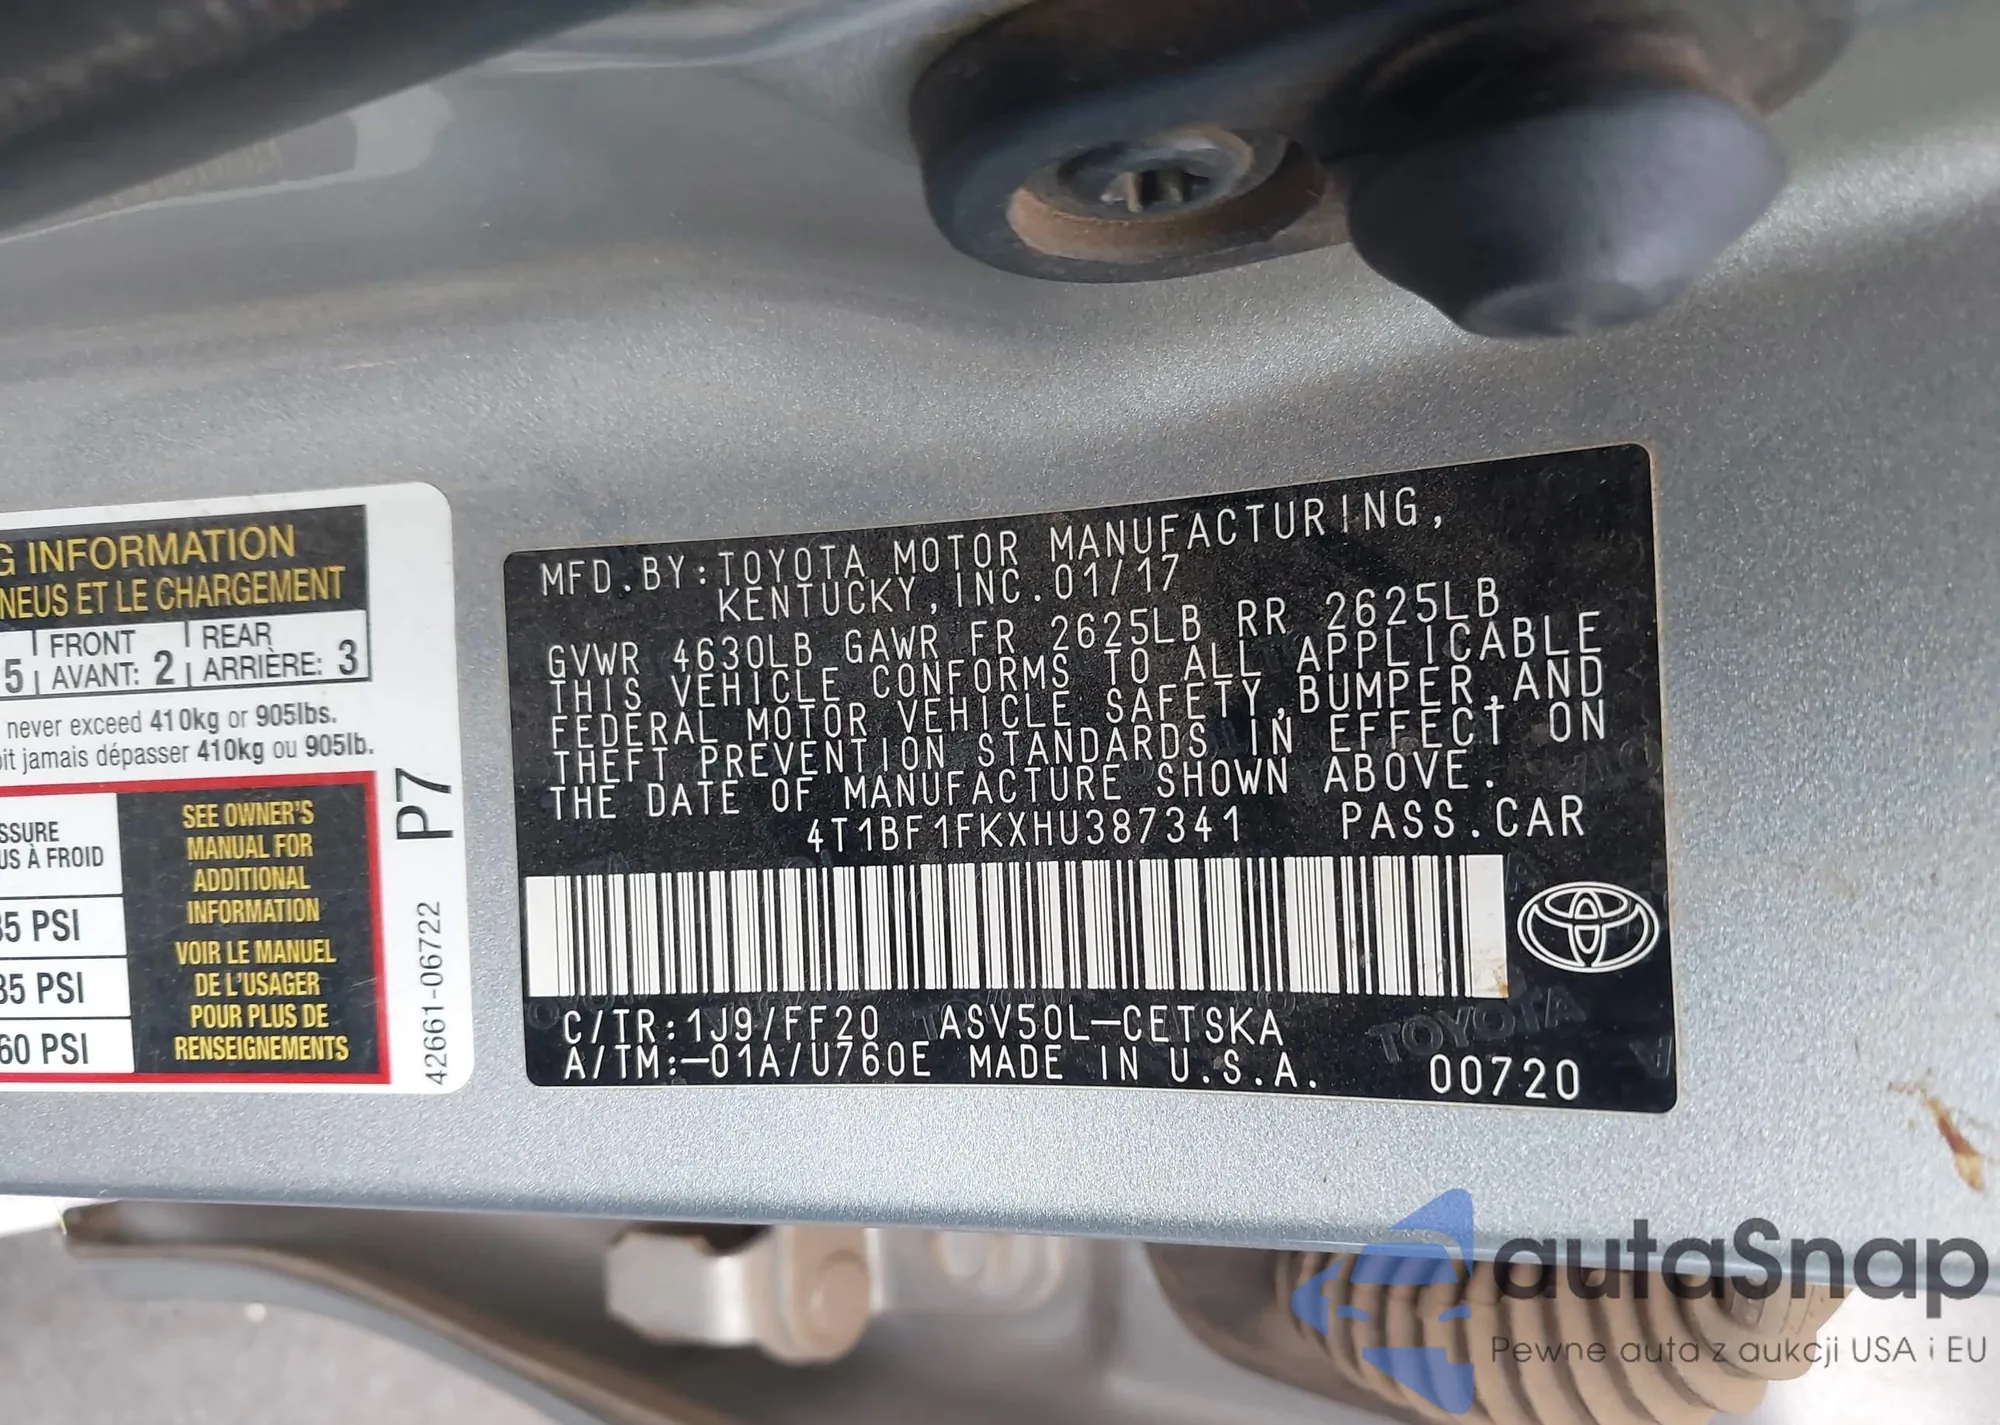 G INFORMATION
NEUS ET LE CHARGEMENT
5 FRONT AVANT: 2 REAR ARRIÈRE: 3
never exceed 410kg or 905lbs.
oit jamais dépasser 410kg ou 905lb.
SSURE
US À FROID
35 PSI
35 PSI
60 PSI
SEE OWNER'S
MANUAL FOR
ADDITIONAL
INFORMATION
VOIR LE MANUEL
DE L'USAGER
POUR PLUS DE
RENSEIGNEMENTS
P7
42661-06722
MFD.BY:TOYOTA MOTOR MANUFACTURING,
KENTUCKY,INC.01/17
GVWR 4630LB GAWR FR 2625LB RR 2625LB
THIS VEHICLE CONFORMS TO ALL APPLICABLE
FEDERAL MOTOR VEHICLE SAFETY,BUMPER,AND
THEFT PREVENTION STANDARDS IN EFFECT ON
THE DATE OF MANUFACTURE SHOWN ABOVE.
4T1BF1FKXHU387341 PASS.CAR
C/TR:1J9/FF20 ASV50L-CETSKA
A/TM:-01A/U760E MADE IN U.S.A. 00720
TOYOTA
autaSnap
Pewne auta z aukcji USA i EU